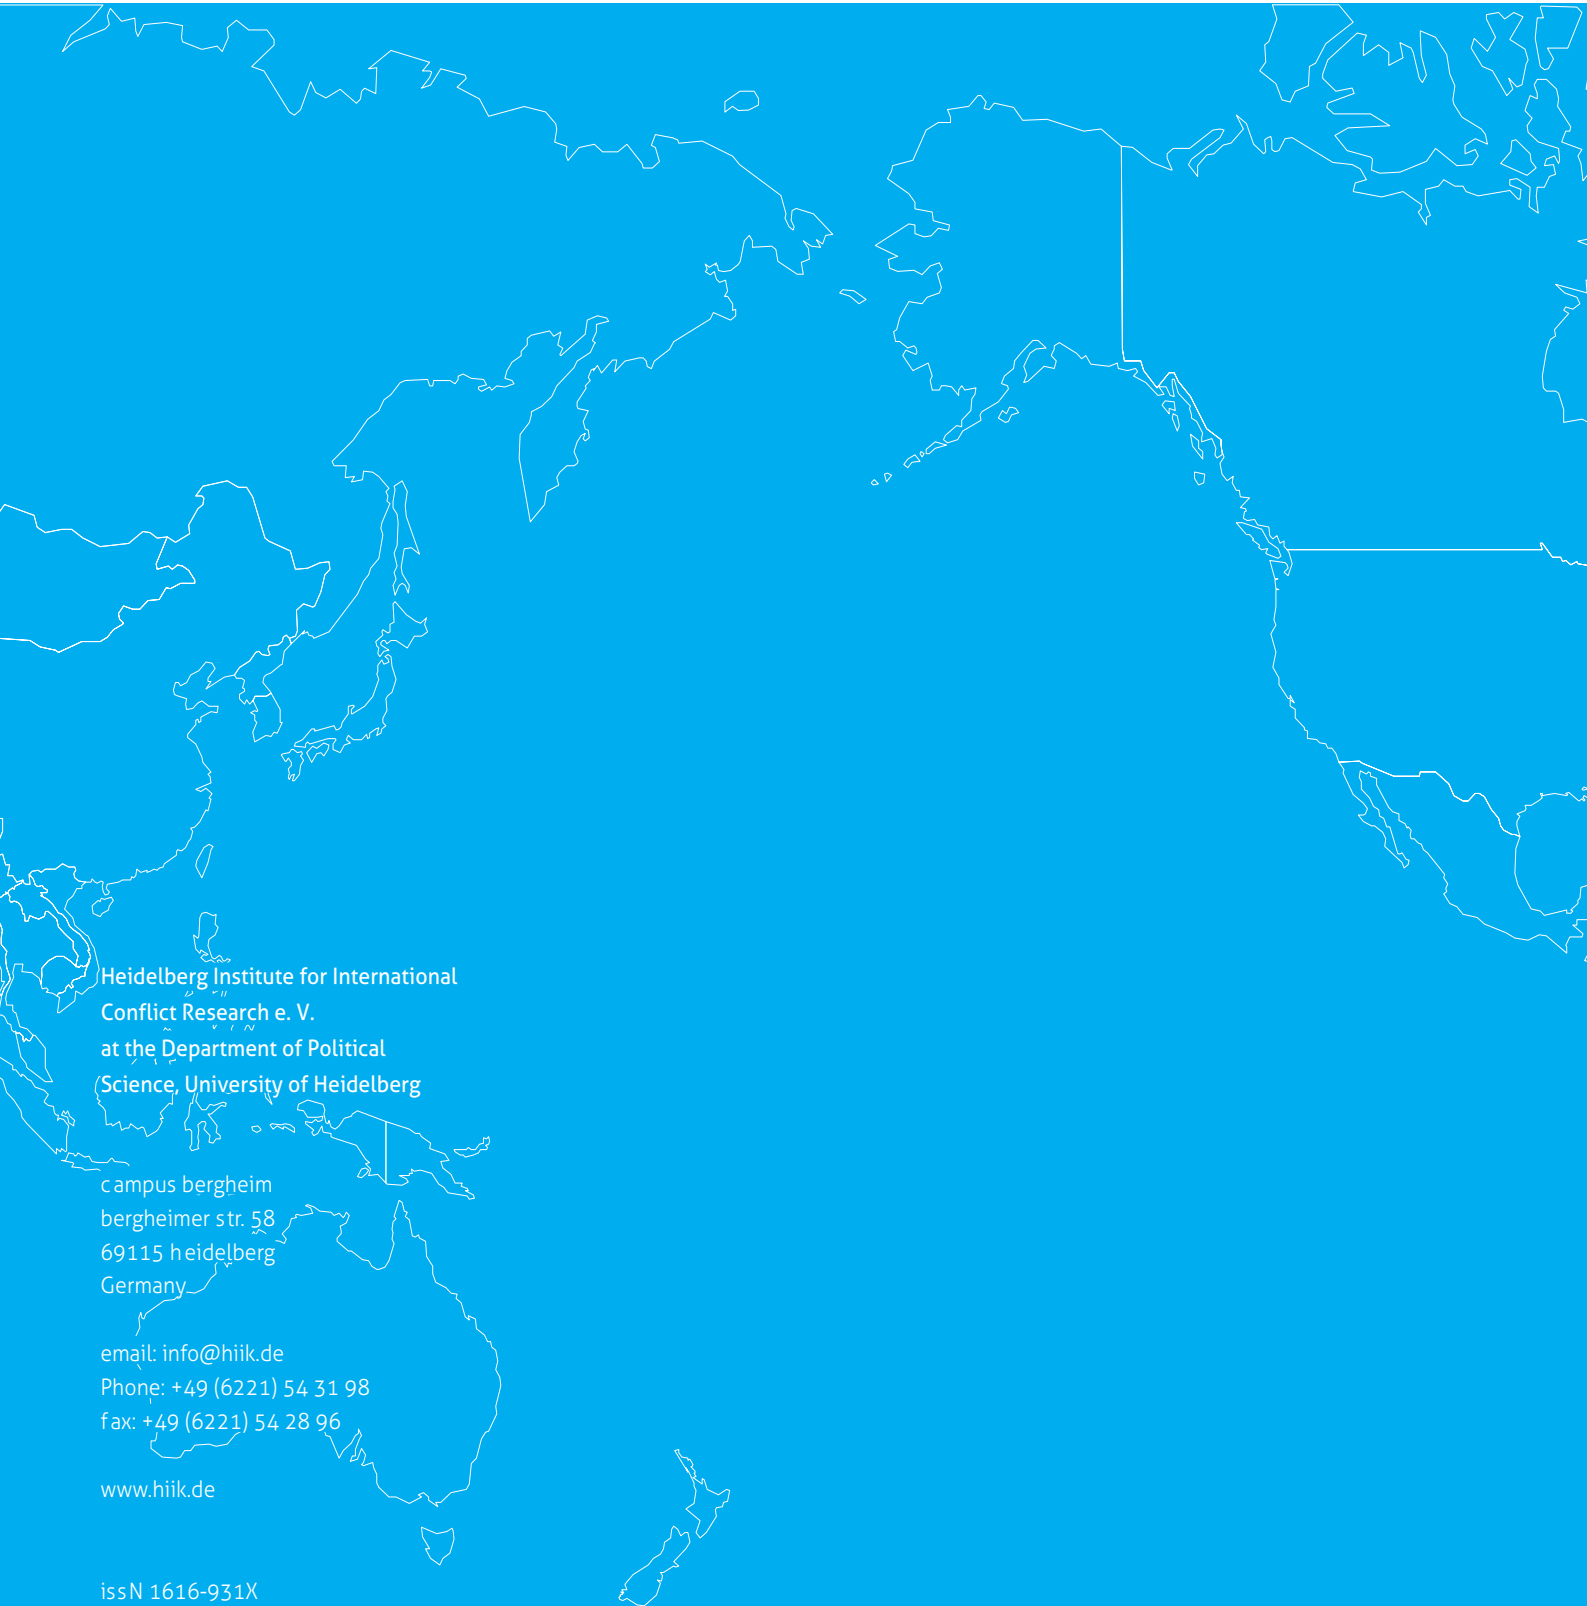 Heidelberg Institute for International
Conflict Research e. V.
at the Department of Political
Science, University of Heidelberg
campus bergheim
bergheimer str. 58
69115 heidelberg
Germany
email: info@hiik.de
Phone: +49 (6221) 54 31 98
fax: +49 (6221) 54 28 96
www.hiik.de
issN 1616-931X